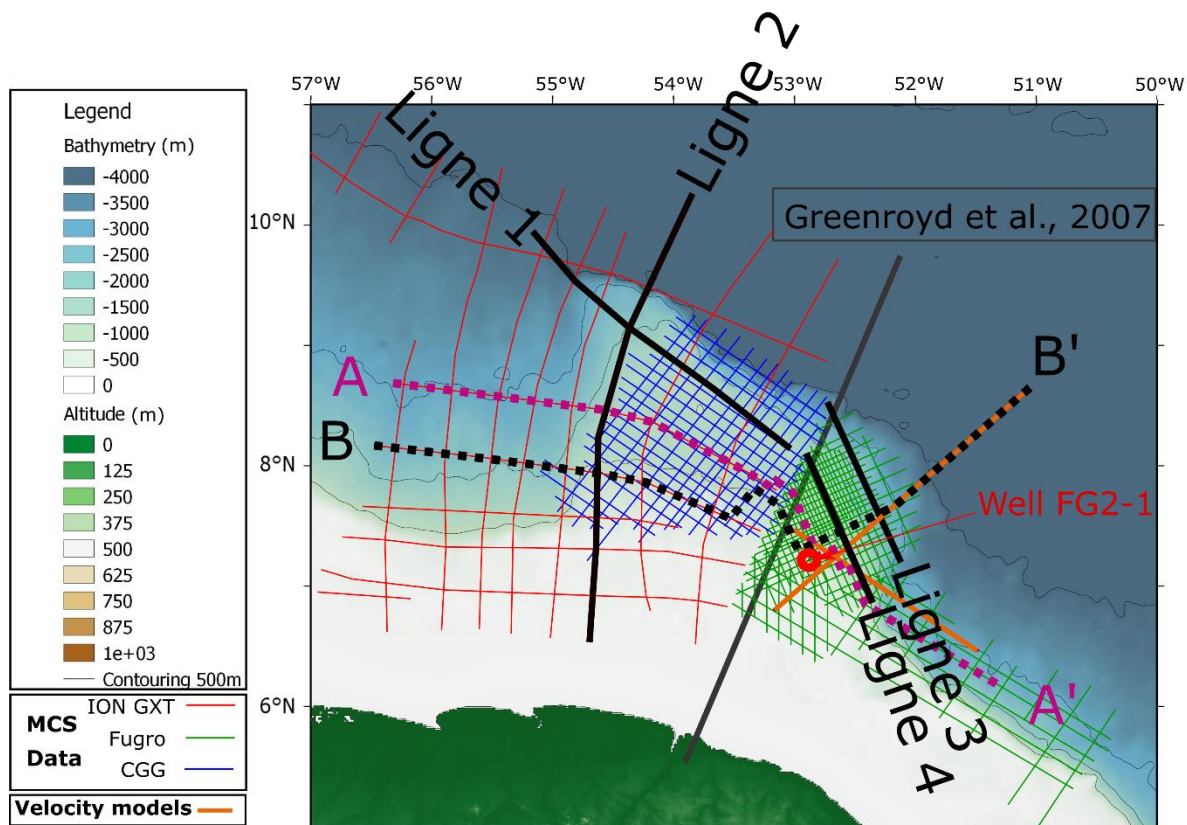 57°W 56°W 55°W 54°W 53°W 52°W 51°W 50°W
10°N
8°N
6°N
Legend
Bathymetry (m)
-4000
-3500
-3000
-2500
-2000
-1500
-1000
-500
0
Altitude (m)
0
125
250
375
500
625
750
875
1e+03
Contouring 500m
MCS
Data
ION GXT
Fugro
CGG
Velocity models
Ligne 1
Ligne 2
Greenroyd et al., 2007
A
B
B'
Well FG2-1
Ligne 3
Ligne 4
A'